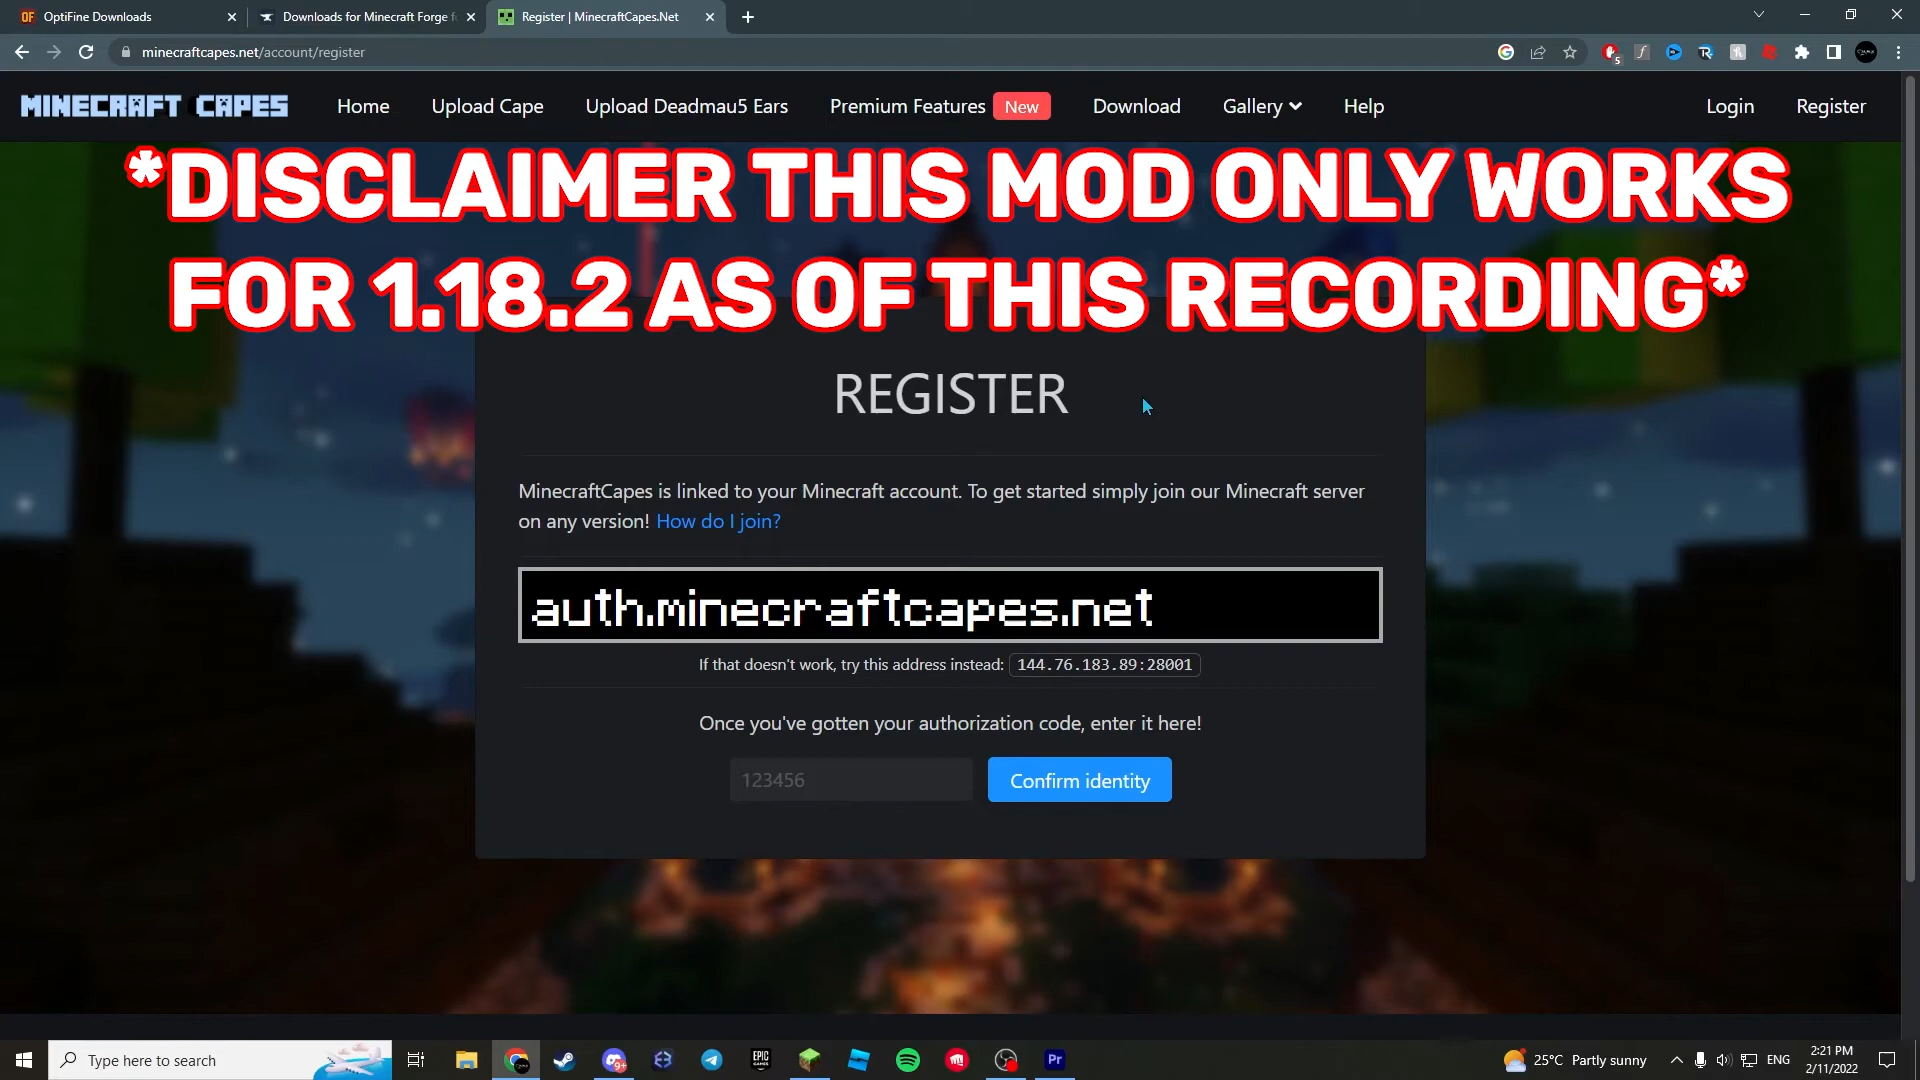 OptiFine Downloads
Downloads for Minecraft Forge f
Register | MinecraftCapes.Net
minecraftcapes.net/account/register
5
MINECRAFT CAPES
Home
Upload Cape
Upload Deadmau5 Ears
Premium Features New
Download
Gallery
Help
Login
Register
*DISCLAIMER THIS MOD ONLY WORKS
FOR 1.18.2 AS OF THIS RECORDING*
REGISTER
MinecraftCapes is linked to your Minecraft account. To get started simply join our Minecraft server
on any version! How do I join?
auth.minecraftcapes.net
If that doesn't work, try this address instead: 144.76.183.89:28001
Once you've gotten your authorization code, enter it here!
123456
Confirm identity
Type here to search
9+
EPIC
GAMES
Pr
25°C Partly sunny
ENG
2:21 PM
2/11/2022